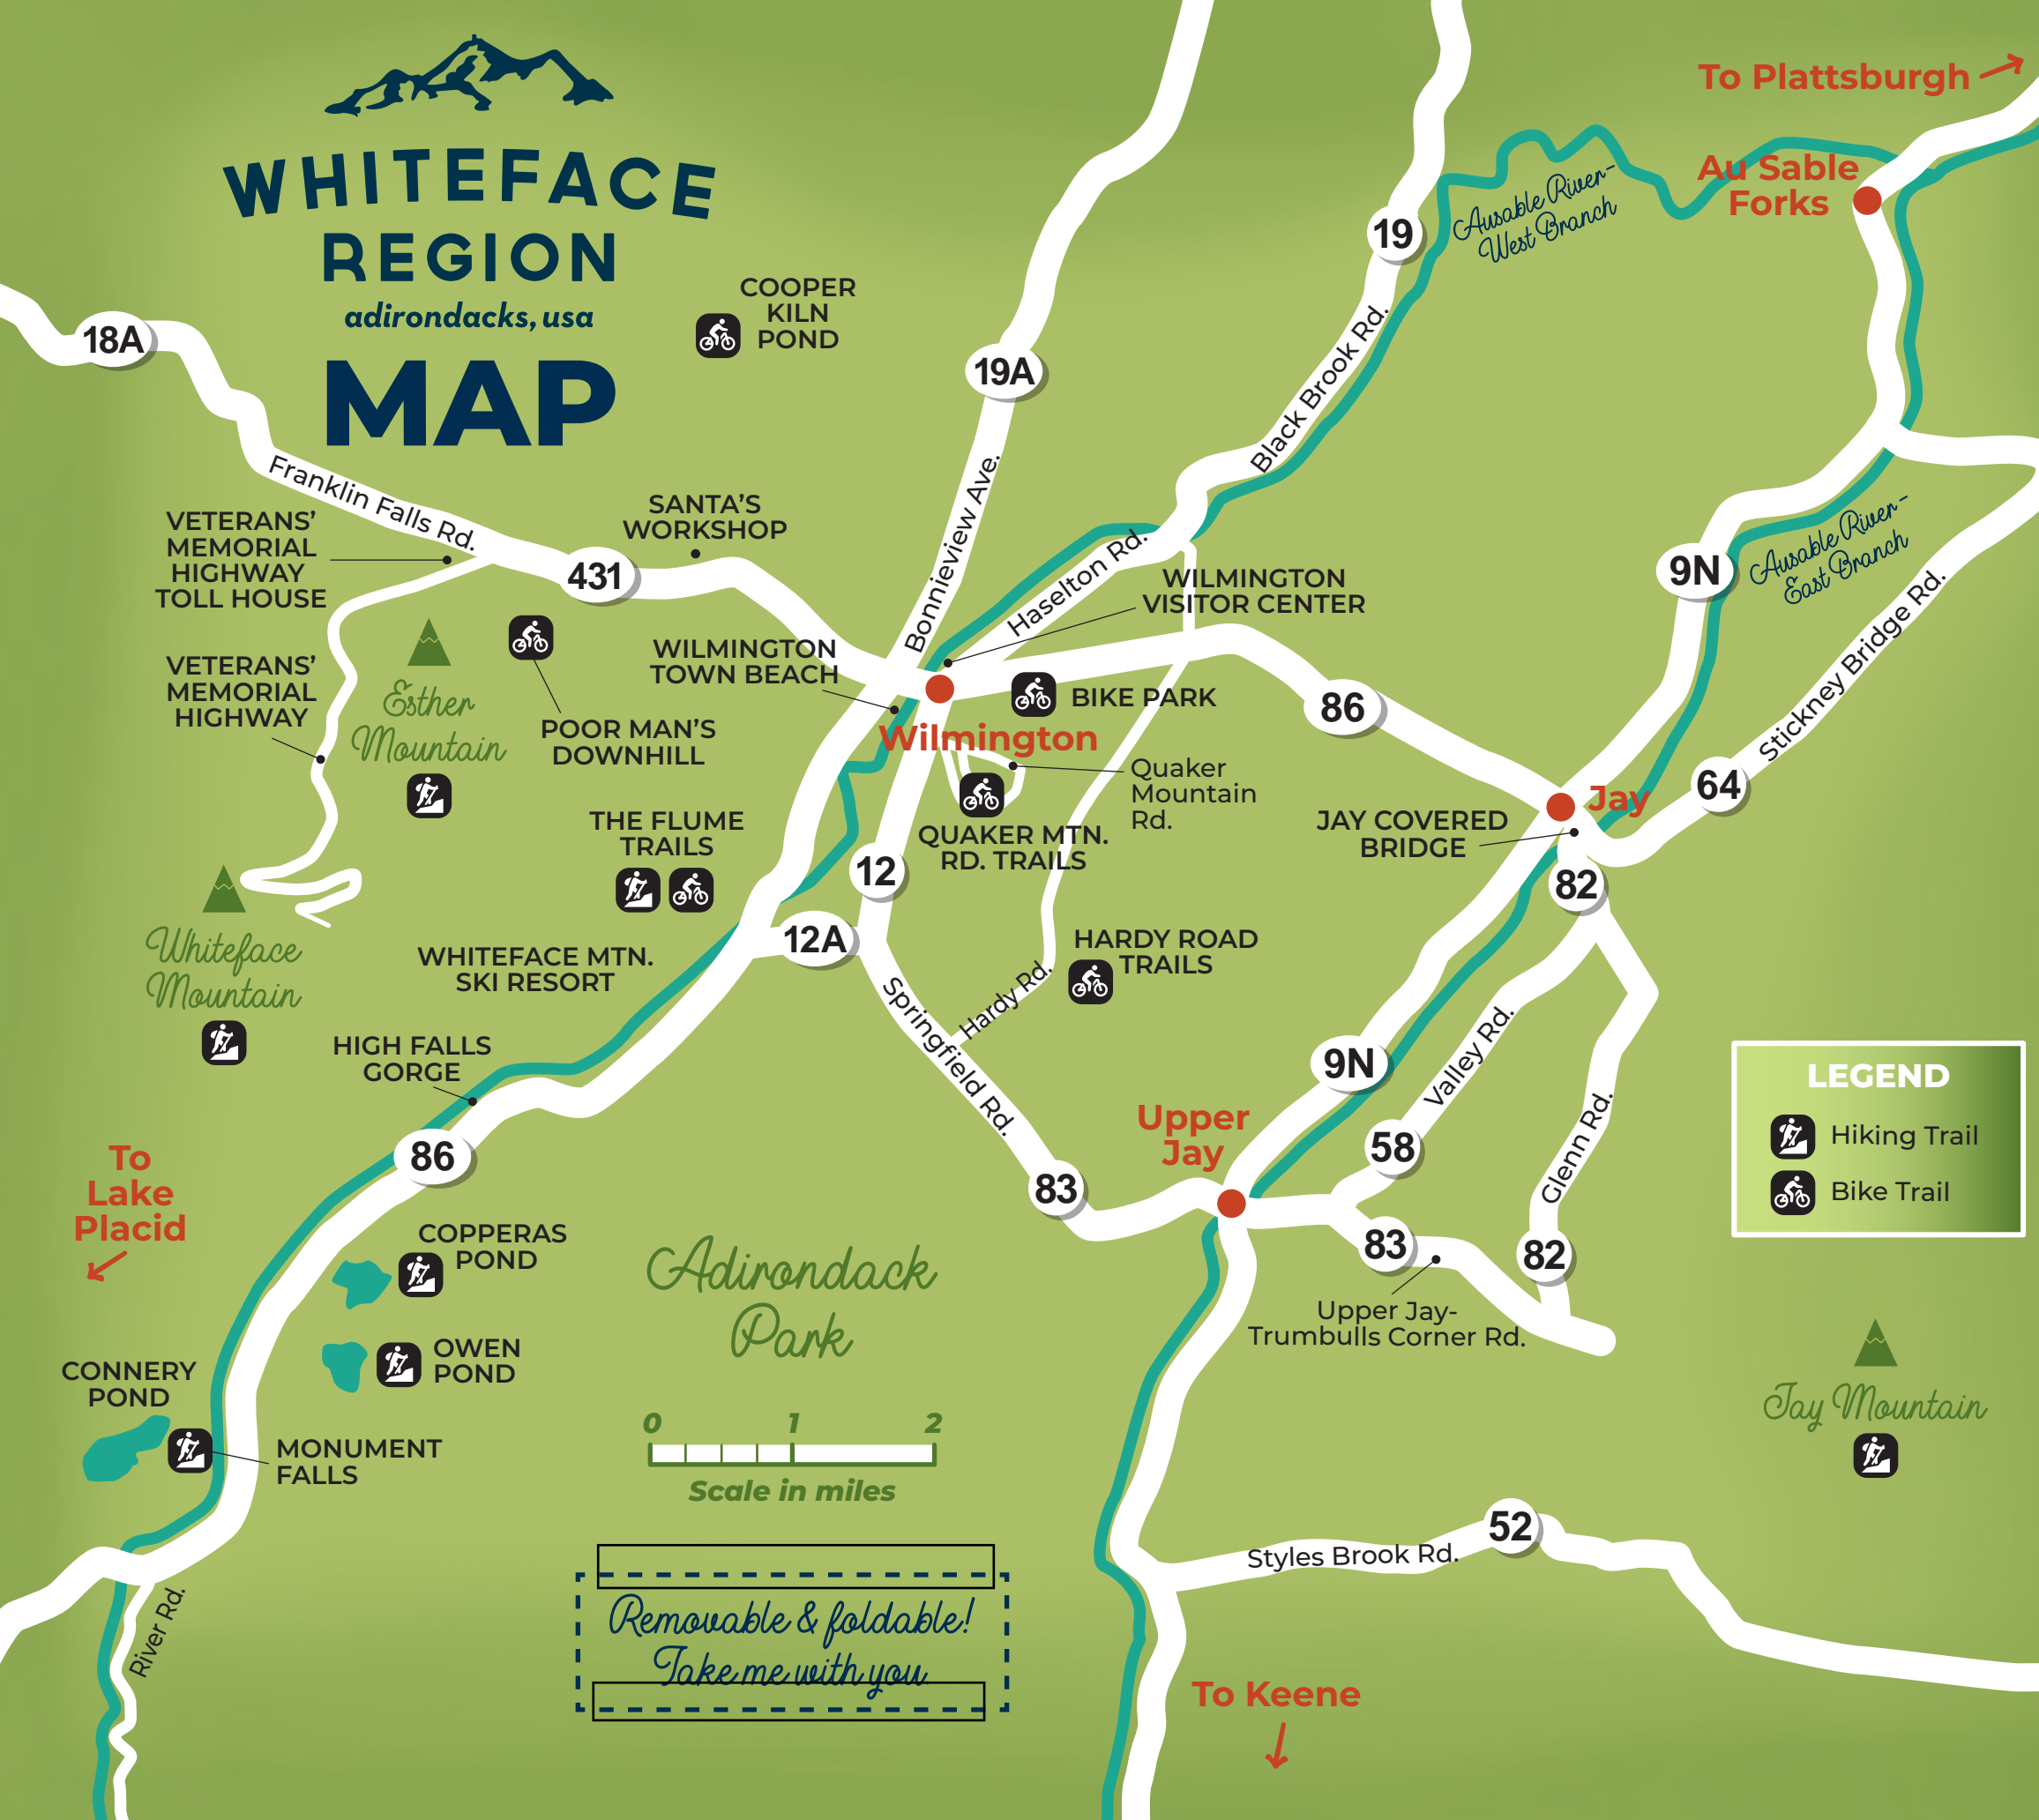 WHITEFACE
REGION
adirondacks, usa
MAP
To Plattsburgh
Au Sable
Forks
Ausable River-
West Branch
19
18A
COOPER
KILN
POND
19A
Black Brook Rd.
Franklin Falls Rd.
VETERANS'
MEMORIAL
HIGHWAY
TOLL HOUSE
SANTA'S
WORKSHOP
431
Bonnieview Ave.
Haselton Rd.
WILMINGTON
VISITOR CENTER
9N
Ausable River-
East Branch
Stickney Bridge Rd.
VETERANS'
MEMORIAL
HIGHWAY
Esther
Mountain
POOR MAN'S
DOWNHILL
WILMINGTON
TOWN BEACH
BIKE PARK
86
Wilmington
Quaker
Mountain
Rd.
64
Jay
JAY COVERED
BRIDGE
82
THE FLUME
TRAILS
QUAKER MTN.
RD. TRAILS
12
12A
Whiteface
Mountain
WHITEFACE MTN.
SKI RESORT
HARDY ROAD
TRAILS
Hardy Rd.
Springfield Rd.
HIGH FALLS
GORGE
9N
Valley Rd.
LEGEND
Hiking Trail
Bike Trail
Upper
Jay
58
Glenn Rd.
86
To
Lake
Placid
83
COPPERAS
POND
Adirondack
Park
83
82
Upper Jay-
Trumbulls Corner Rd.
OWEN
POND
CONNERY
POND
MONUMENT
FALLS
0 1 2
Scale in miles
Jay Mountain
52
Styles Brook Rd.
River Rd.
Removable & foldable!
Take me with you.
To Keene